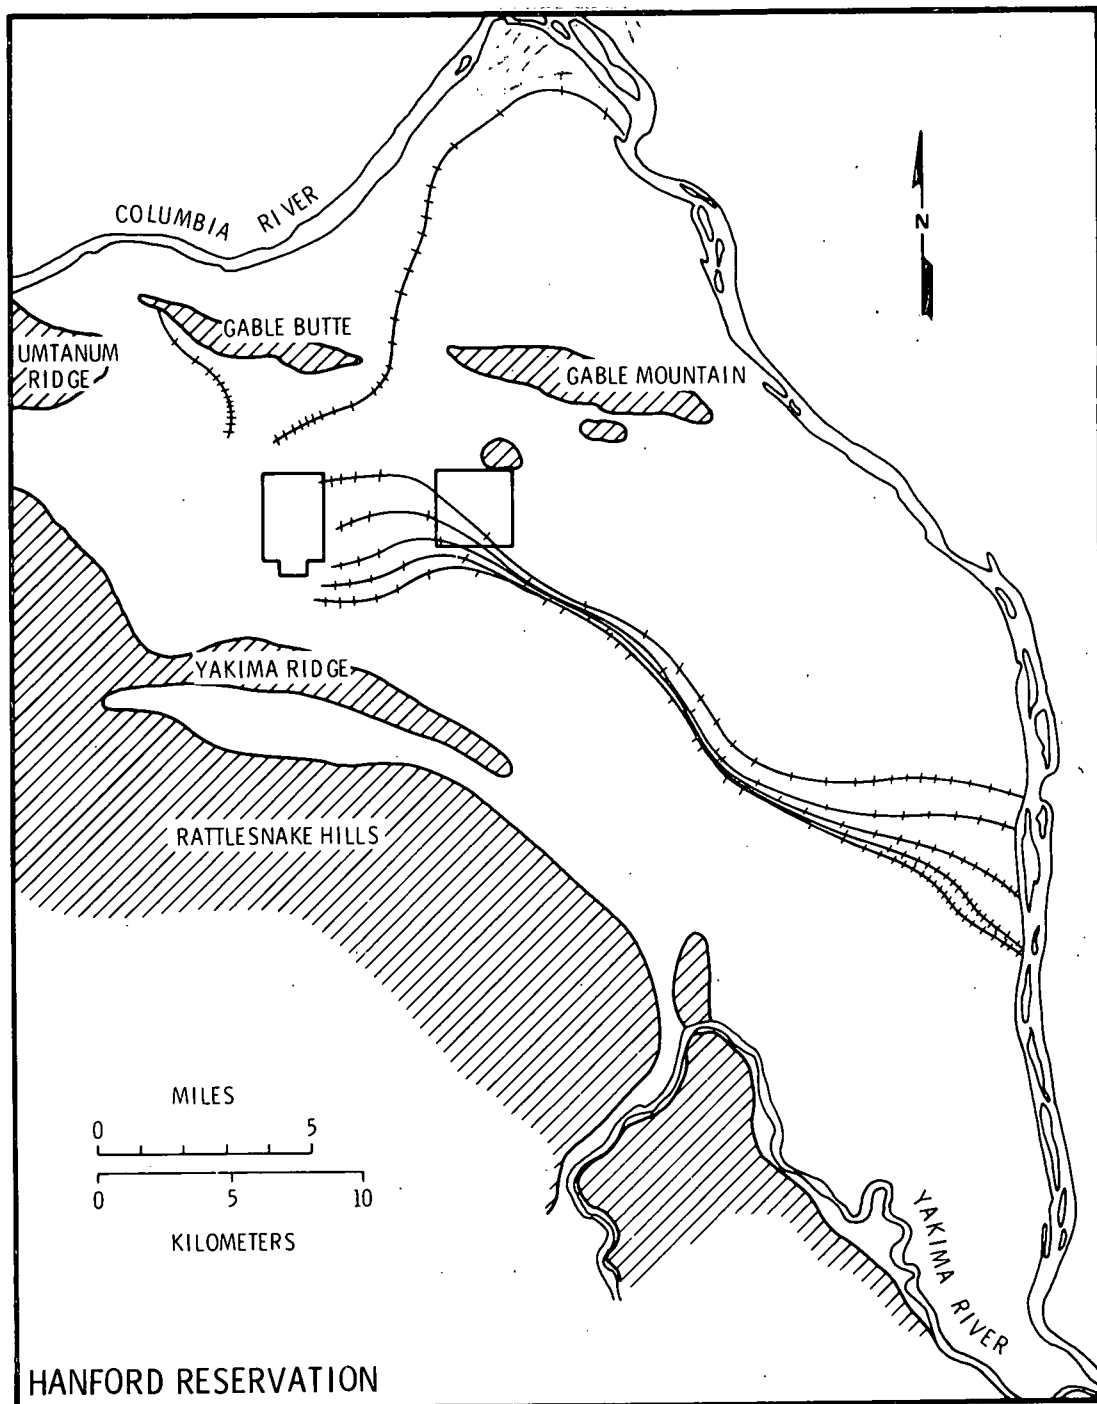 COLUMBIA RIVER
N
GABLE BUTTE
UMTANUM
RIDGE
GABLE MOUNTAIN
YAKIMA RIDGE
RATTLESNAKE HILLS
MILES
0 5
0 5 10
KILOMETERS
YAKIMA RIVER
HANFORD RESERVATION